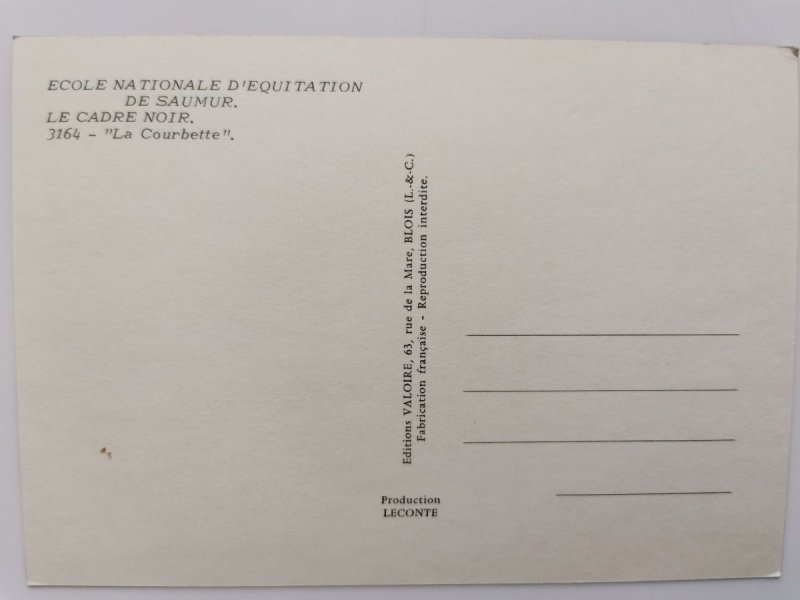 ECOLE NATIONALE D'EQUITATION
DE SAUMUR.
LE CADRE NOIR.
3164 - "La Courbette".
Editions VALOIRE, 63, rue de la Mare, BLOIS (L.-&-C.)
Fabrication française - Reproduction interdite.
Production
LECONTE